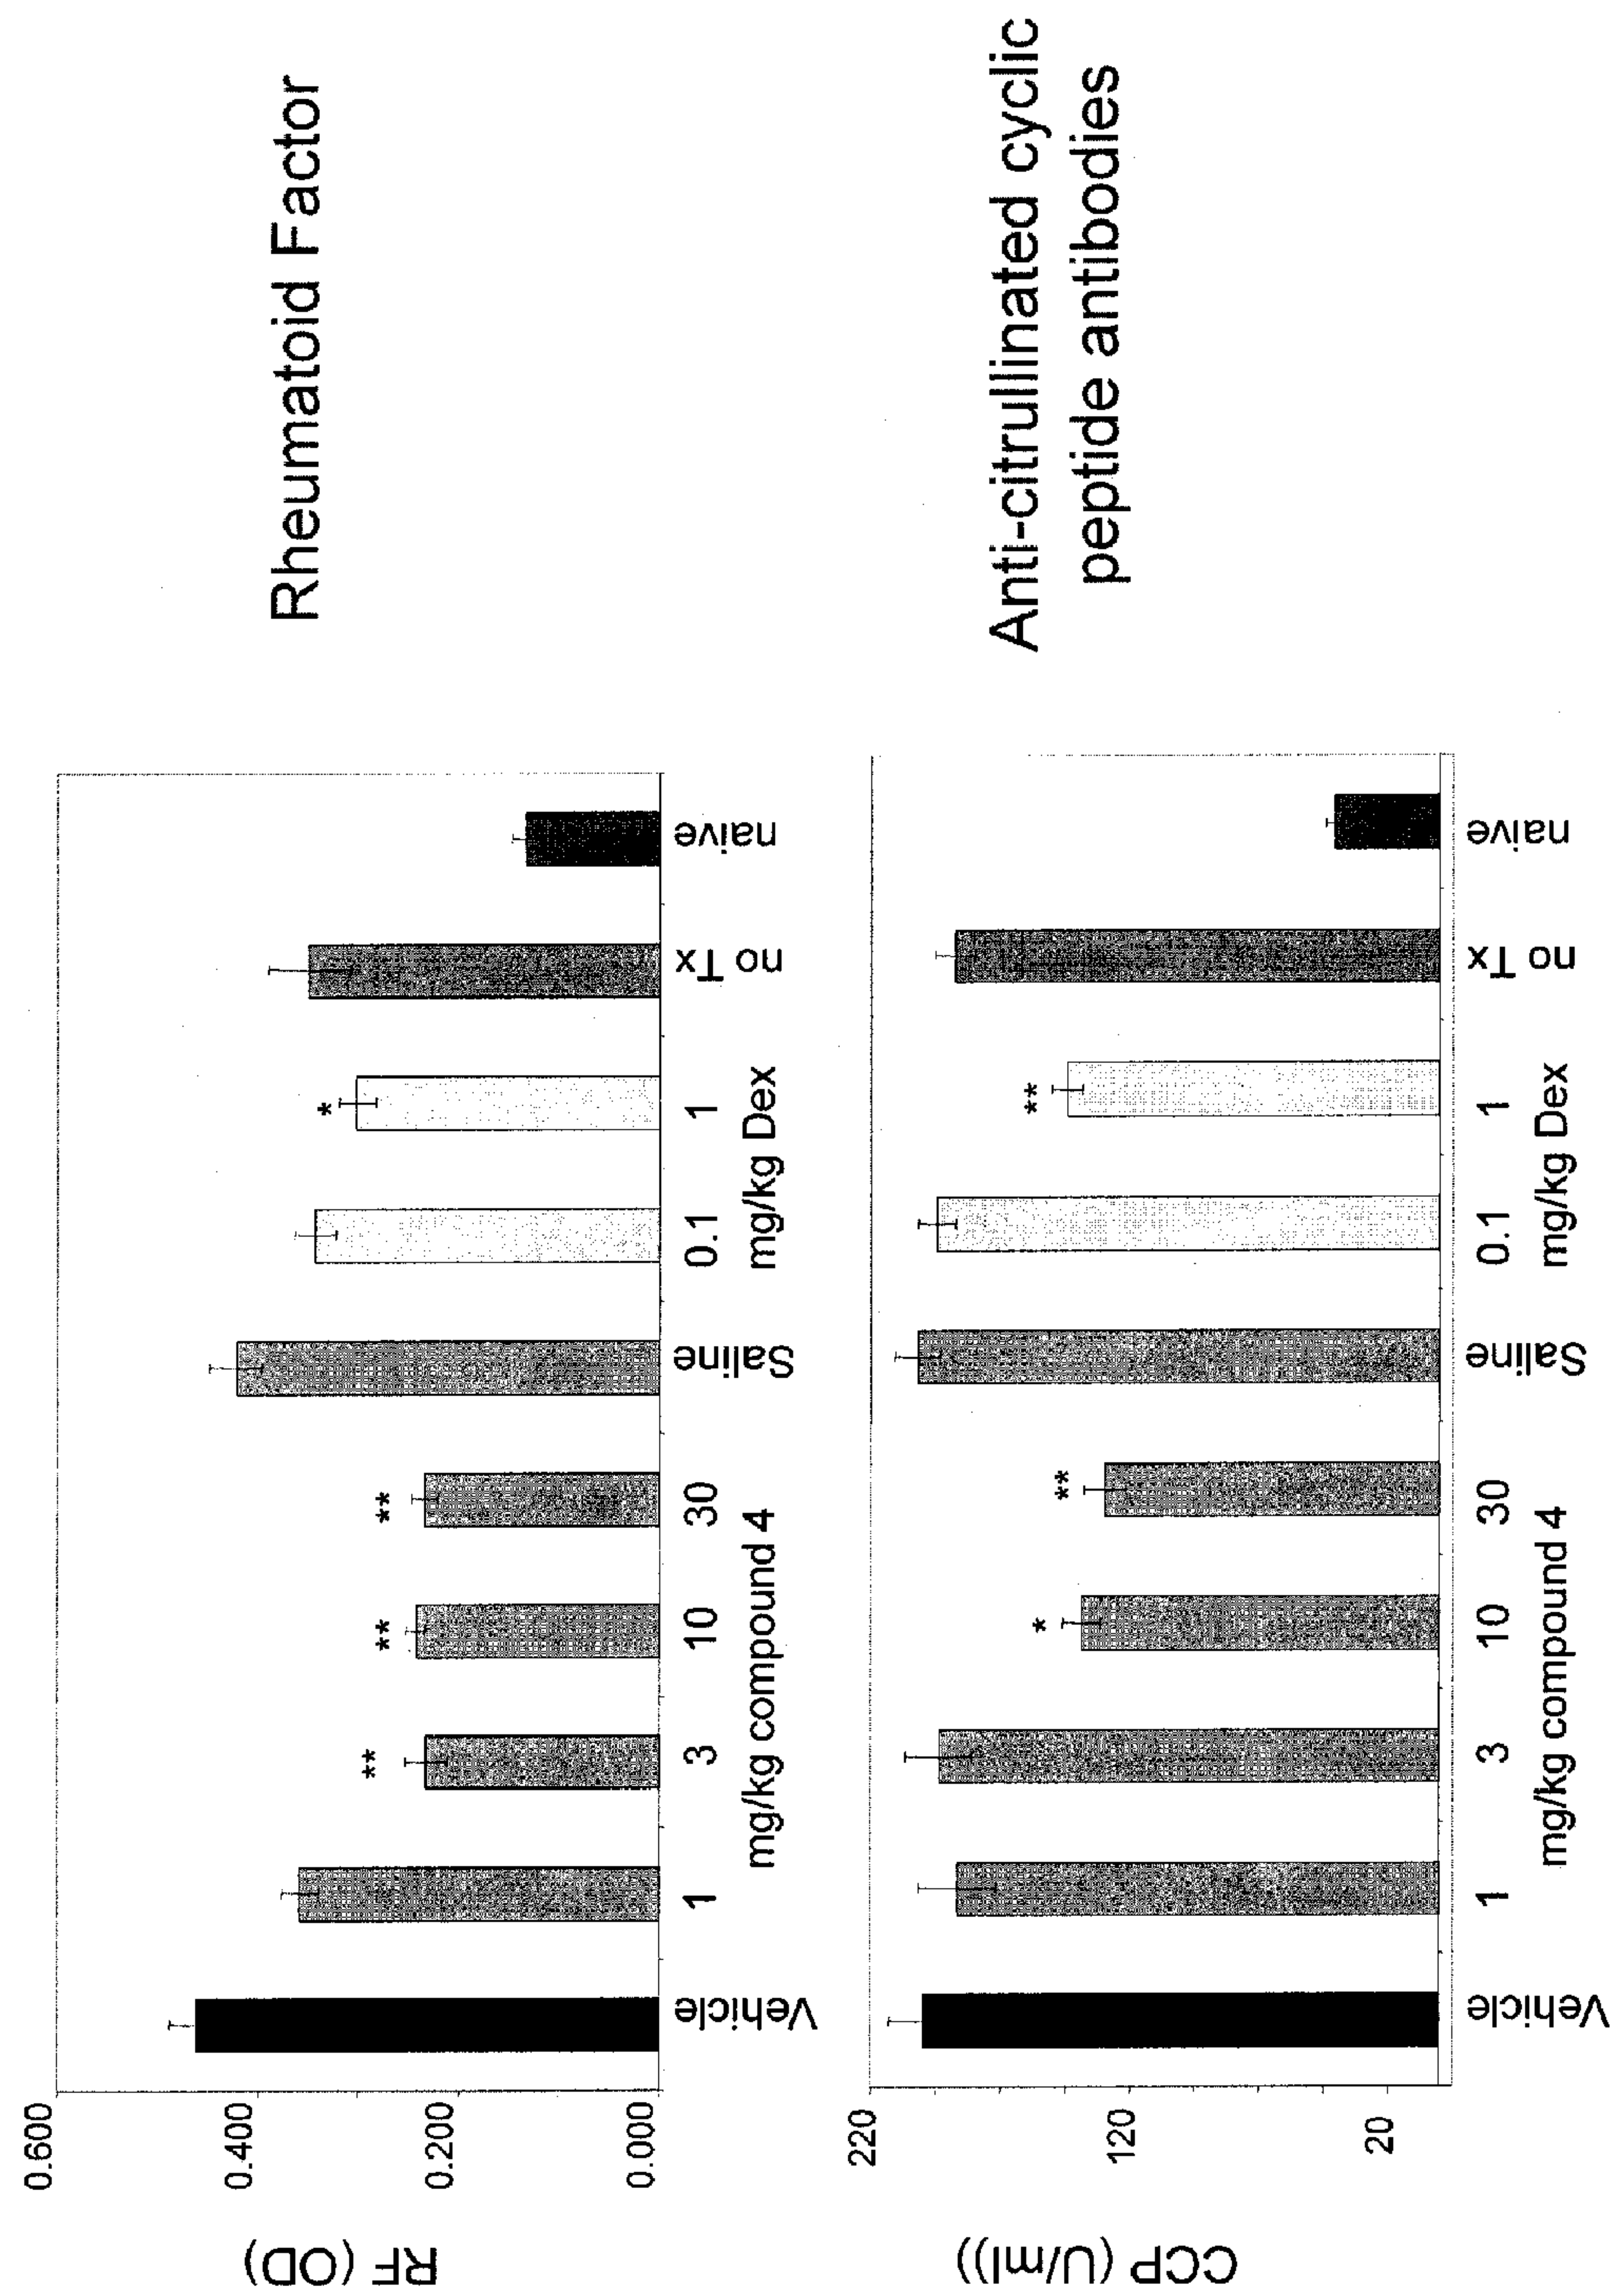 Rheumatoid Factor
RF (OD)
0.600
0.400
0.200
0.000
*
**
**
**
Vehicle
1
3
10
30
Saline
0.1
1
no Tx
naive
mg/kg compound 4
mg/kg Dex
Anti-citrullinated cyclic
peptide antibodies
CCP (U/ml))
220
120
20
**
*
**
Vehicle
1
3
10
30
Saline
0.1
1
no Tx
naive
mg/kg compound 4
mg/kg Dex